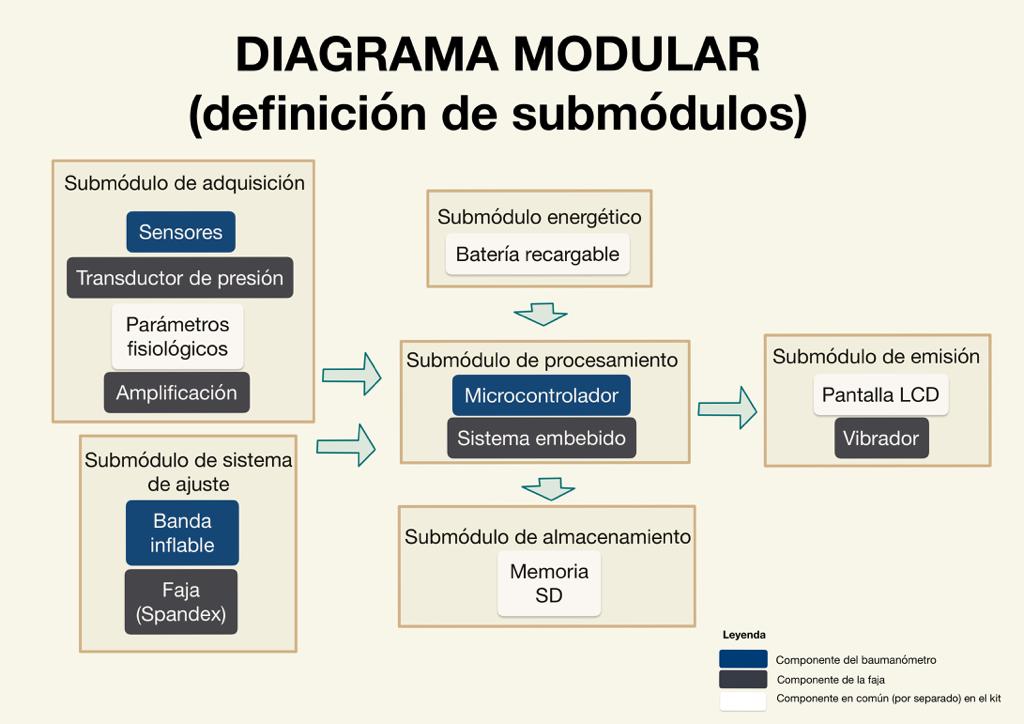 DIAGRAMA MODULAR
(definición de submódulos)
Submódulo de adquisición
Sensores
Transductor de presión
Parámetros
fisiológicos
Amplificación
Submódulo de sistema
de ajuste
Banda
inflable
Faja
(Spandex)
Submódulo energético
Batería recargable
Submódulo de procesamiento
Microcontrolador
Sistema embebido
Submódulo de almacenamiento
Memoria
SD
Submódulo de emisión
Pantalla LCD
Vibrador
Leyenda
Componente del baumanómetro
Componente de la faja
Componente en común (por separado) en el kit